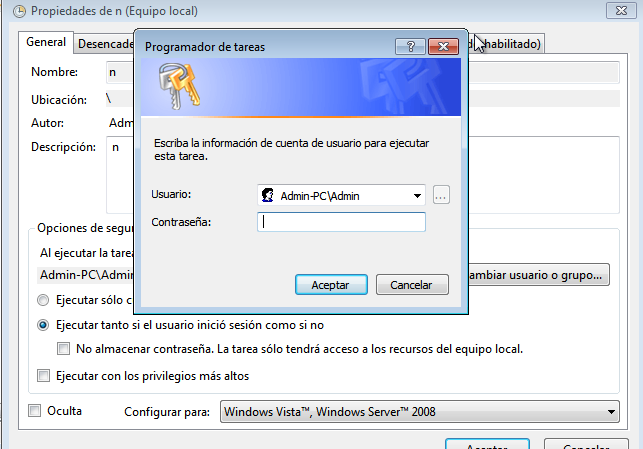 Propiedades de n (Equipo local)
General
Desencade
habilitado)
Nombre:
n
Ubicación:
\
Autor:
Adm
Descripción:
n
Programador de tareas
Escriba la información de cuenta de usuario para ejecutar
esta tarea.
Usuario:
Admin-PC\Admin
...
Contraseña:
Aceptar
Cancelar
Opciones de segu
Al ejecutar la tarea
Admin-PC\Admin
ambiar usuario o grupo...
Ejecutar sólo c
Ejecutar tanto si el usuario inició sesión como si no
No almacenar contraseña. La tarea sólo tendrá acceso a los recursos del equipo local.
Ejecutar con los privilegios más altos
Oculta
Configurar para:
Windows Vista™, Windows Server™ 2008
Aceptar
Cancelar